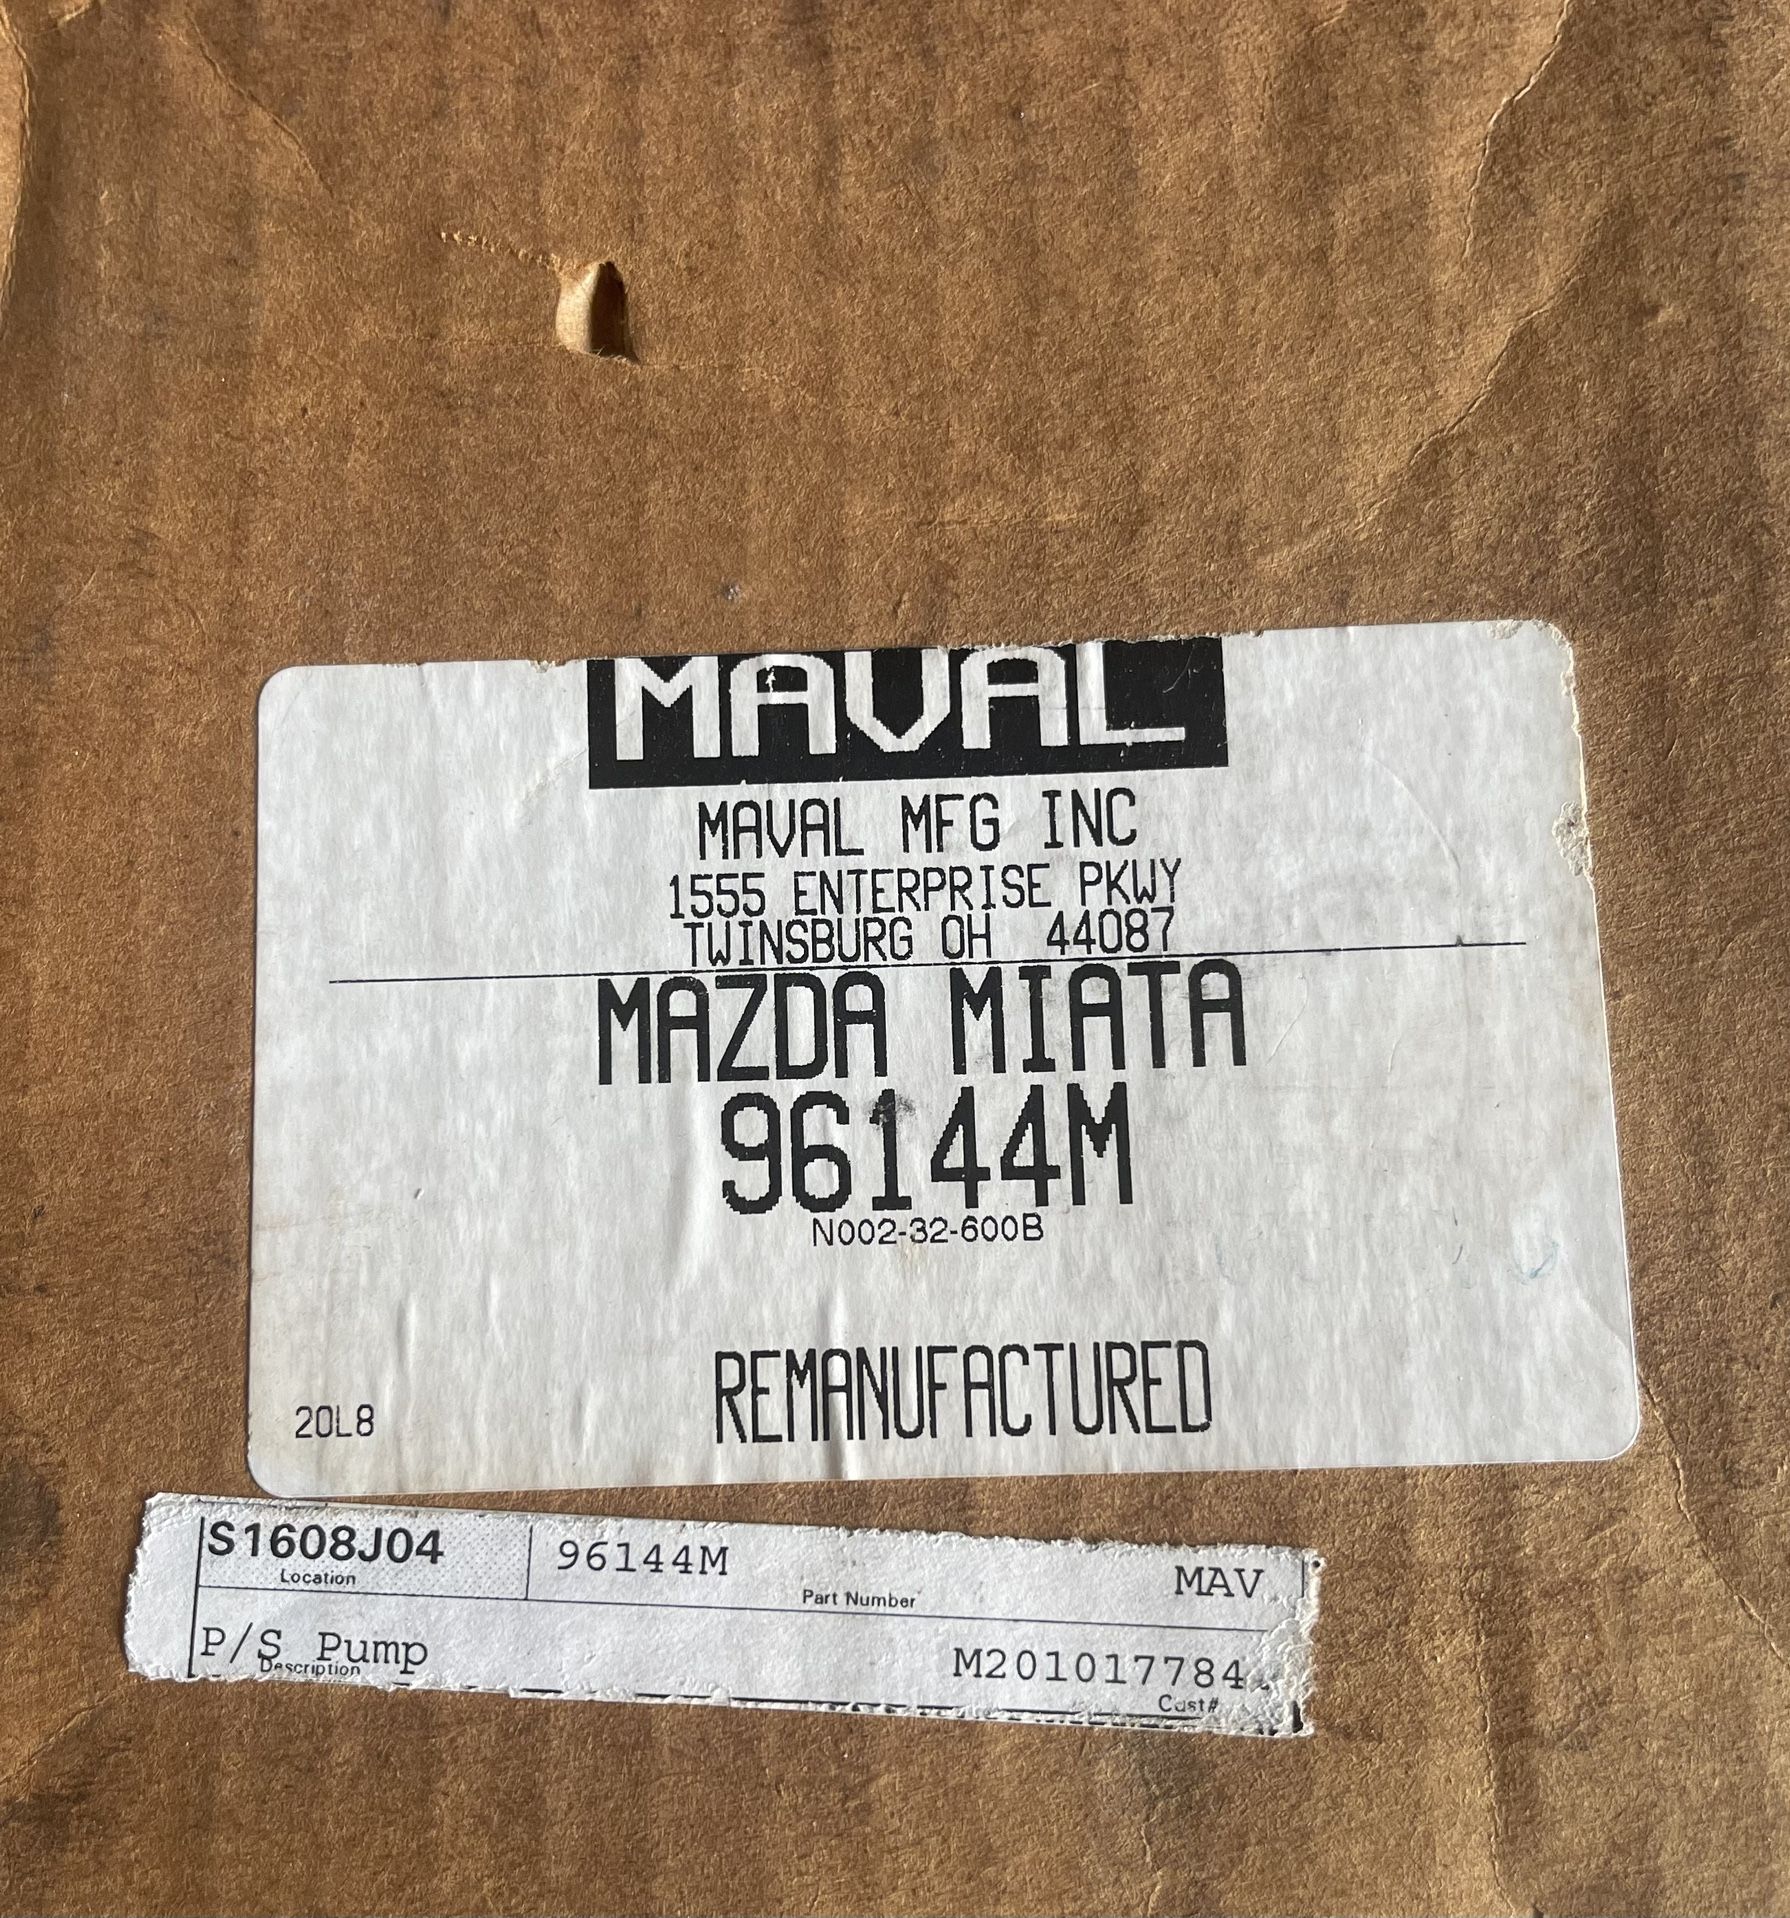 MAVAL
MAVAL MFG INC
1555 ENTERPRISE PKWY
TWINSBURG OH 44087
MAZDA MIATA
96144M
N002-32-600B
REMANUFACTURED
20L8
S1608J04
Location
96144M
Part Number
MAV
P/S Pump
Description
M201017784
Cust#